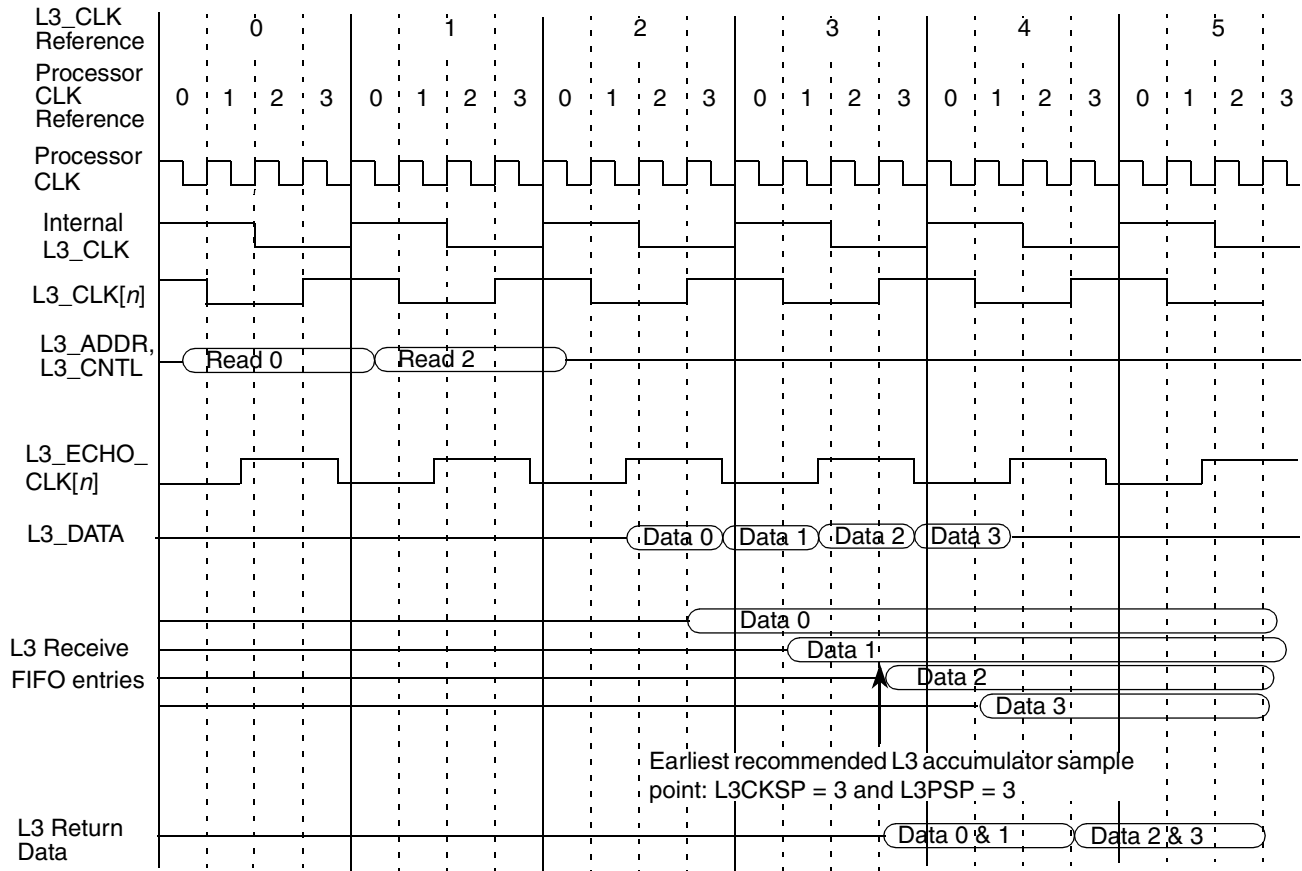 L3_CLK
Reference
0 1 2 3 4 5
Processor
CLK
Reference
0 1 2 3 0 1 2 3 0 1 2 3 0 1 2 3 0 1 2 3 0 1 2 3
Processor
CLK
Internal
L3_CLK
L3_CLK[n]
L3_ADDR,
L3_CNTL
Read 0 Read 2
L3_ECHO_
CLK[n]
L3_DATA
Data 0 Data 1 Data 2 Data 3
Data 0
L3 Receive
Data 1
FIFO entries
Data 2
Data 3
Earliest recommended L3 accumulator sample
point: L3CKSP = 3 and L3PSP = 3
L3 Return
Data
Data 0 & 1 Data 2 & 3